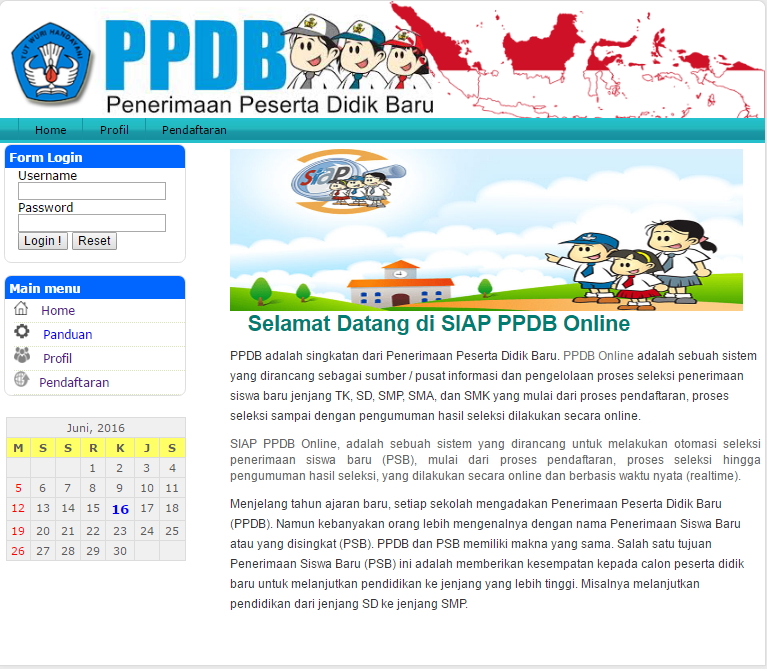 TUT WURI HANDAYANI
PPDB
Penerimaan Peserta Didik Baru
Home Profil Pendaftaran
Form Login
Username
Password
Login ! Reset
Main menu
Home
Panduan
Profil
Pendaftaran
Juni, 2016
M S S R K J S
1 2 3 4
5 6 7 8 9 10 11
12 13 14 15 16 17 18
19 20 21 22 23 24 25
26 27 28 29 30
SIAP
Selamat Datang di SIAP PPDB Online
PPDB adalah singkatan dari Penerimaan Peserta Didik Baru. PPDB Online adalah sebuah sistem
yang dirancang sebagai sumber / pusat informasi dan pengelolaan proses seleksi penerimaan
siswa baru jenjang TK, SD, SMP, SMA, dan SMK yang mulai dari proses pendaftaran, proses
seleksi sampai dengan pengumuman hasil seleksi dilakukan secara online.
SIAP PPDB Online, adalah sebuah sistem yang dirancang untuk melakukan otomasi seleksi
penerimaan siswa baru (PSB), mulai dari proses pendaftaran, proses seleksi hingga
pengumuman hasil seleksi, yang dilakukan secara online dan berbasis waktu nyata (realtime).
Menjelang tahun ajaran baru, setiap sekolah mengadakan Penerimaan Peserta Didik Baru
(PPDB). Namun kebanyakan orang lebih mengenalnya dengan nama Penerimaan Siswa Baru
atau yang disingkat (PSB). PPDB dan PSB memiliki makna yang sama. Salah satu tujuan
Penerimaan Siswa Baru (PSB) ini adalah memberikan kesempatan kepada calon peserta didik
baru untuk melanjutkan pendidikan ke jenjang yang lebih tinggi. Misalnya melanjutkan
pendidikan dari jenjang SD ke jenjang SMP.